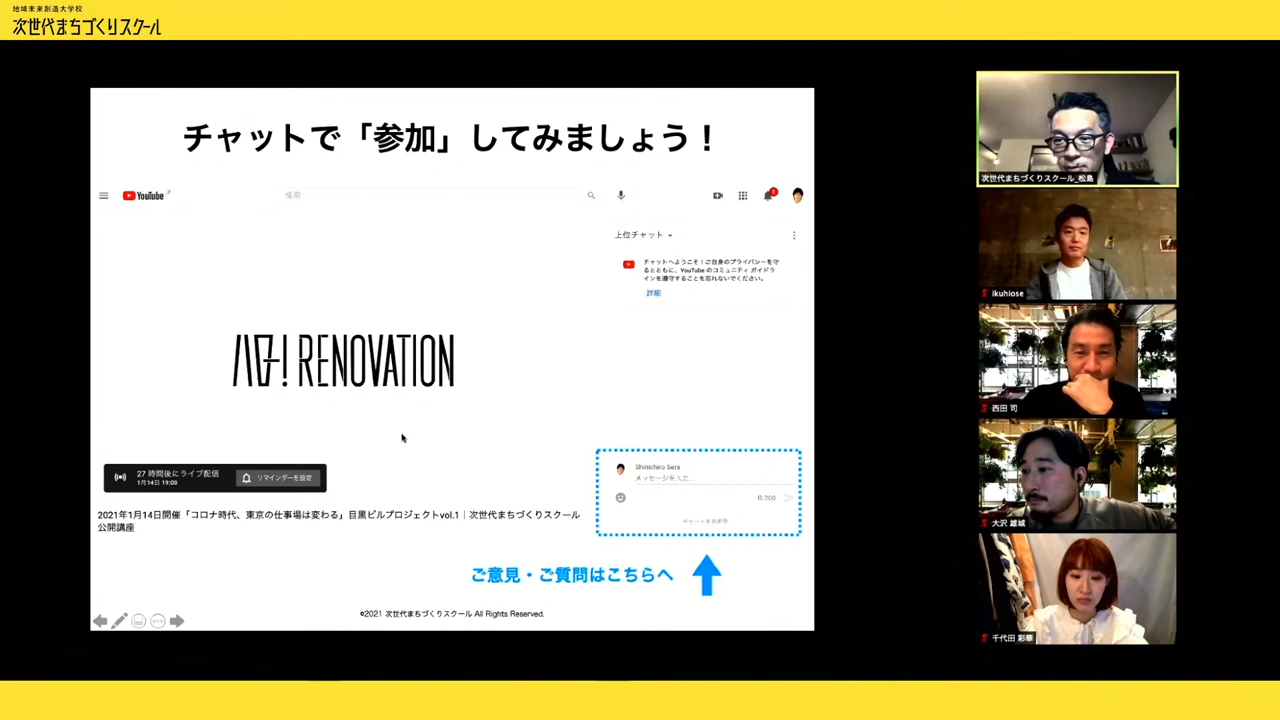 地域未来創造大学校
次世代まちづくりスクール
チャットで「参加」してみましょう！
YouTube JP
検索
3
上位チャット
チャットへようこそ！ご自身のプライバシーを守
るとともに、YouTube のコミュニティ ガイドラ
インを遵守することを忘れないでください。
詳細
ハロー! RENOVATION
27 時間後にライブ配信
1月14日 19:00
リマインダーを設定
Shinichiro Sera
メッセージを入力...
0/200
2021年1月14日開催「コロナ時代、東京の仕事場は変わる」目黒ビルプロジェクトvol.1｜次世代まちづくりスクール
公開講座
ご意見・ご質問はこちらへ
©2021 次世代まちづくりスクール All Rights Reserved.
次世代まちづくりスクール_松島
ikuhiose
西田 司
大沢 雄城
千代田 彩華